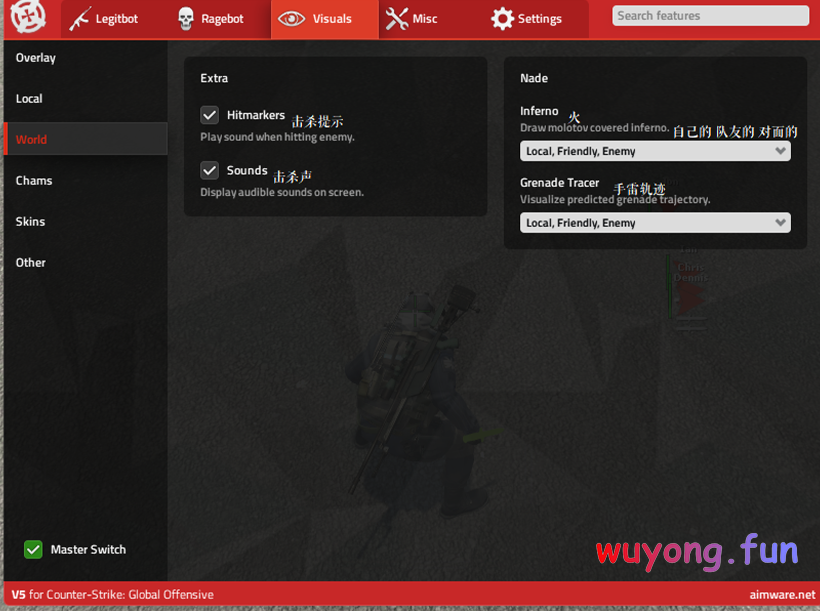 Legitbot
Ragebot
Visuals
Misc
Settings
Search features
Overlay
Local
World
Chams
Skins
Other
Master Switch
Extra
Hitmarkers 击杀提示
Play sound when hitting enemy.
Sounds 击杀声
Display audible sounds on screen.
Nade
Inferno 火
Draw molotov covered inferno. 自己的 队友的 对面的
Local, Friendly, Enemy
Grenade Tracer 手雷轨迹
Visualize predicted grenade trajectory.
Local, Friendly, Enemy
Chris
Dennis
wuyong.fun
V5 for Counter-Strike: Global Offensive
aimware.net